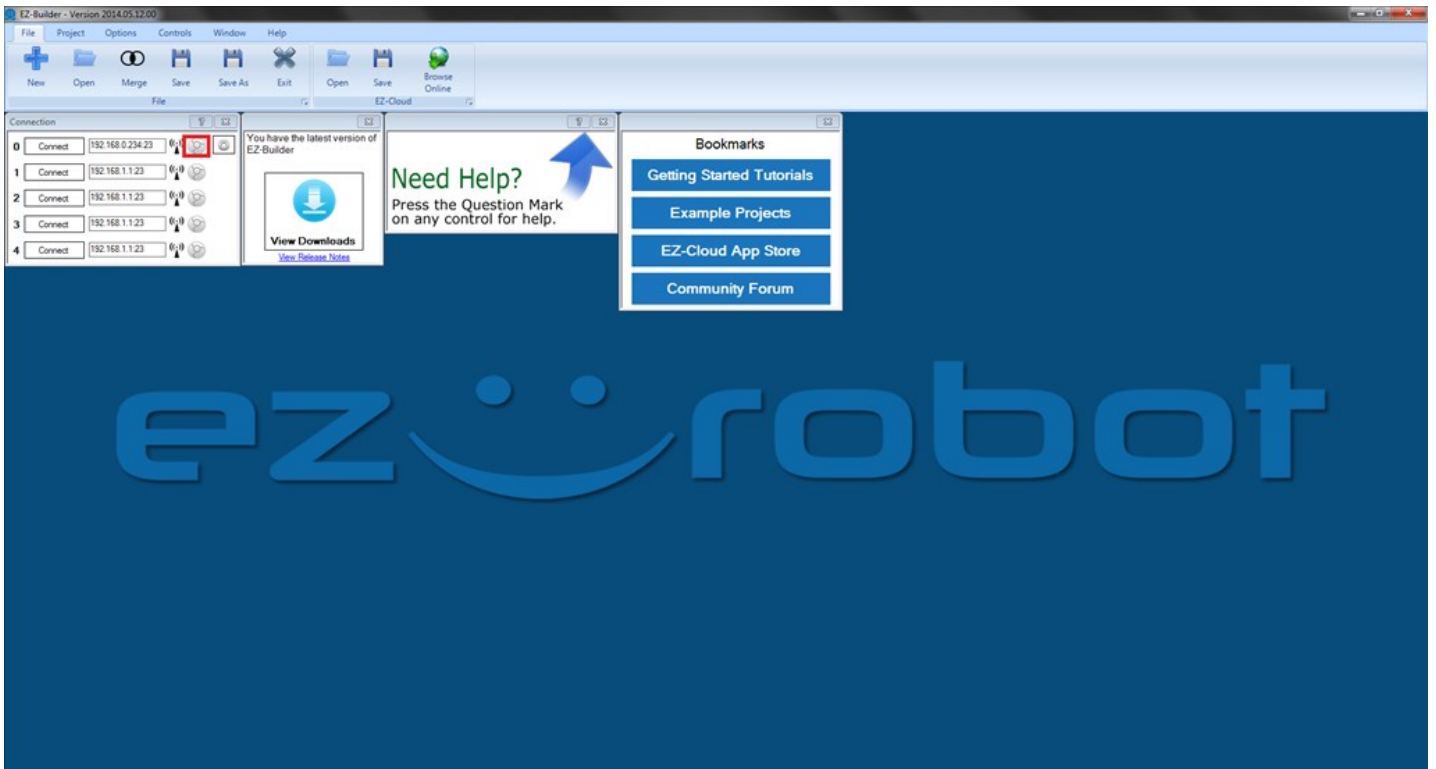 EZ-Builder - Version 2014.05.12.00
File Project Options Controls Window Help
New Open Merge Save Save As Exit Open Save Browse Online
File EZ-Cloud
Connection
0 Connect 192.168.0.234:23
1 Connect 192.168.1.1:23
2 Connect 192.168.1.1:23
3 Connect 192.168.1.1:23
4 Connect 192.168.1.1:23
You have the latest version of
EZ-Builder
View Downloads
View Release Notes
Need Help?
Press the Question Mark
on any control for help.
Bookmarks
Getting Started Tutorials
Example Projects
EZ-Cloud App Store
Community Forum
ez robot